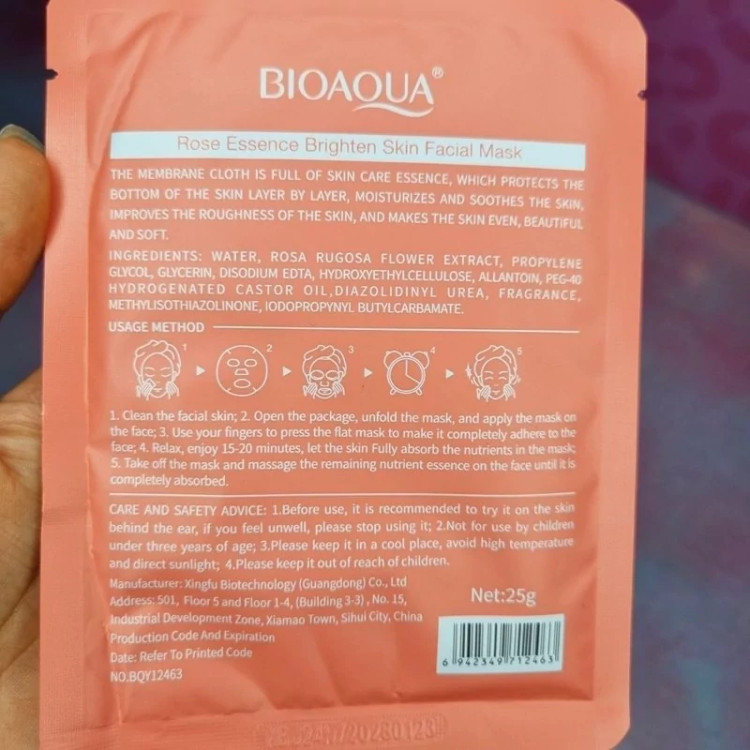 BIOAQUA®
Rose Essence Brighten Skin Facial Mask
THE MEMBRANE CLOTH IS FULL OF SKIN CARE ESSENCE, WHICH PROTECTS THE
BOTTOM OF THE SKIN LAYER BY LAYER, MOISTURIZES AND SOOTHES THE SKIN,
IMPROVES THE ROUGHNESS OF THE SKIN, AND MAKES THE SKIN EVEN, BEAUTIFUL
AND SOFT.
INGREDIENTS: WATER, ROSA RUGOSA FLOWER EXTRACT, PROPYLENE
GLYCOL, GLYCERIN, DISODIUM EDTA, HYDROXYETHYLCELLULOSE, ALLANTOIN, PEG-40
HYDROGENATED CASTOR OIL,DIAZOLIDINYL UREA, FRAGRANCE,
METHYLISOTHIAZOLINONE, IODOPROPYNYL BUTYLCARBAMATE.
USAGE METHOD
1 2 3 4 5
1. Clean the facial skin; 2. Open the package, unfold the mask, and apply the mask on
the face; 3. Use your fingers to press the flat mask to make it completely adhere to the
face; 4. Relax, enjoy 15-20 minutes, let the skin Fully absorb the nutrients in the mask;
5. Take off the mask and massage the remaining nutrient essence on the face until it is
completely absorbed.
CARE AND SAFETY ADVICE: 1.Before use, it is recommended to try it on the skin
behind the ear, if you feel unwell, please stop using it; 2.Not for use by children
under three years of age; 3.Please keep it in a cool place, avoid high temperature
and direct sunlight; 4.Please keep it out of reach of children.
Manufacturer: Xingfu Biotechnology (Guangdong) Co., Ltd
Address: 501, Floor 5 and Floor 1-4, (Building 3-3) , No. 15,
Industrial Development Zone, Xiamao Town, Sihui City, China
Production Code And Expiration
Date: Refer To Printed Code
NO.BQY12463
Net:25g
6 942349 712463